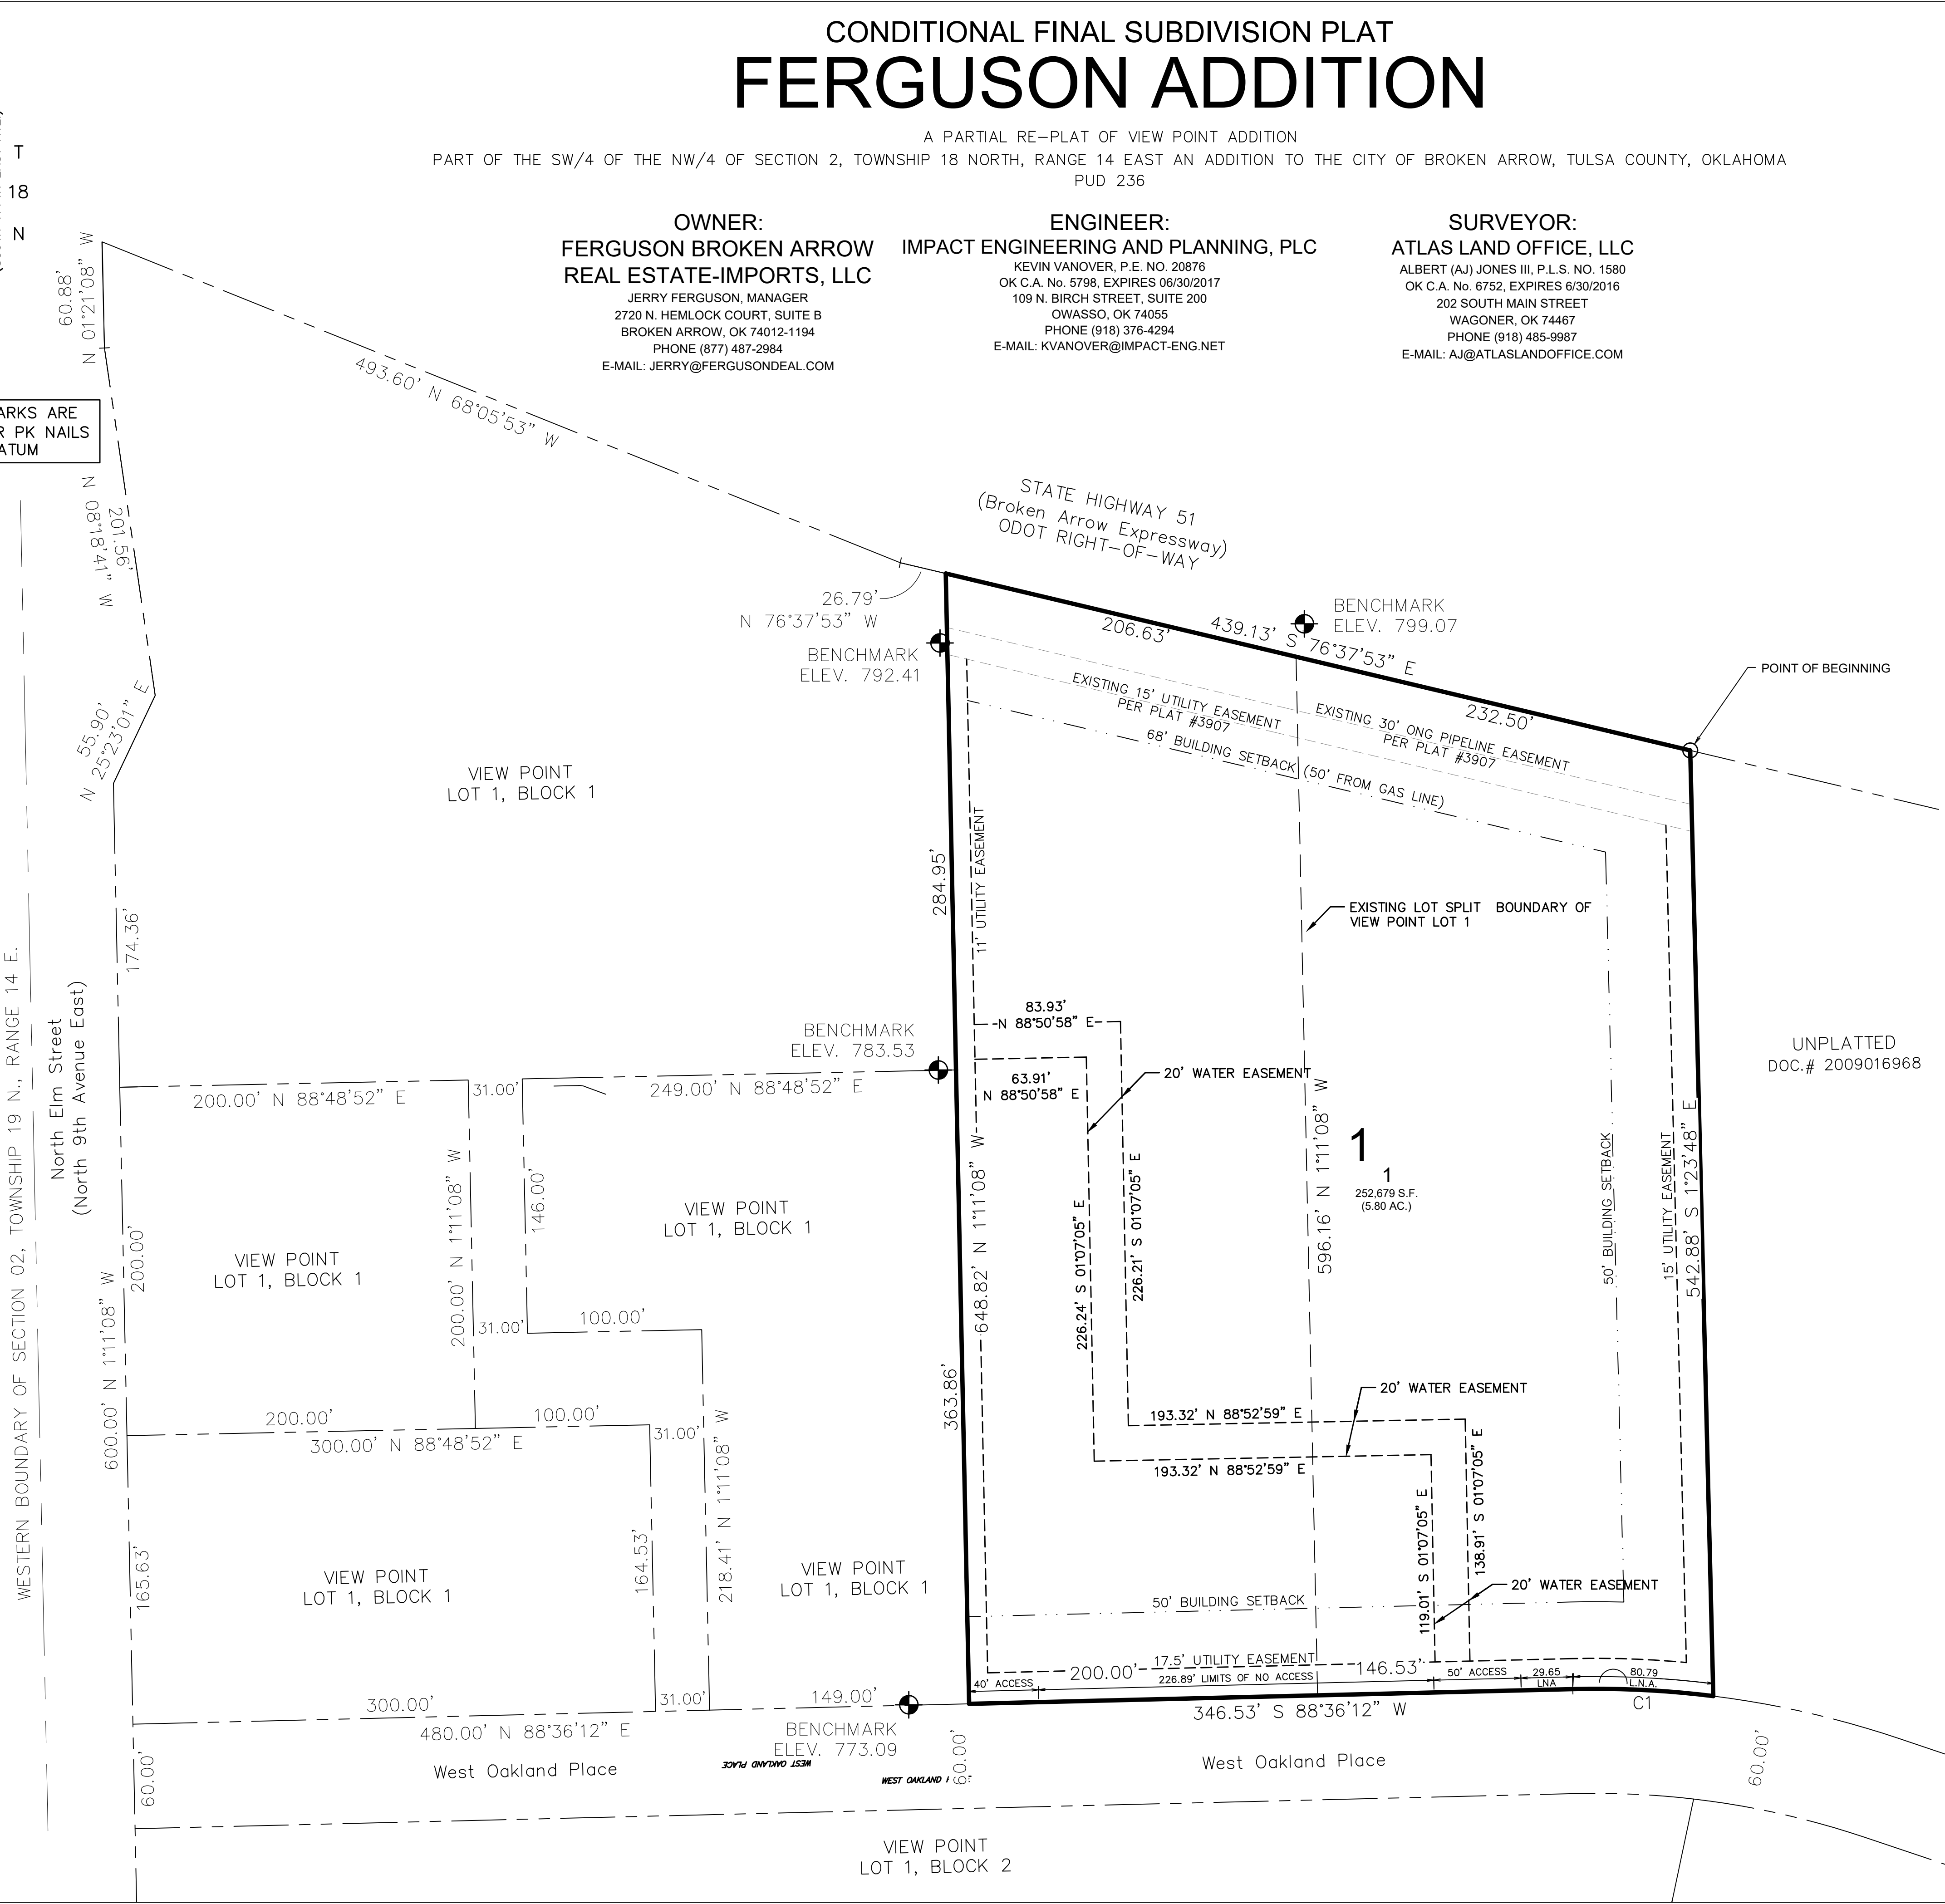 CONDITIONAL FINAL SUBDIVISION PLAT
FERGUSON ADDITION
A PARTIAL RE-PLAT OF VIEW POINT ADDITION
PART OF THE SW/4 OF THE NW/4 OF SECTION 2, TOWNSHIP 18 NORTH, RANGE 14 EAST AN ADDITION TO THE CITY OF BROKEN ARROW, TULSA COUNTY, OKLAHOMA
PUD 236
T
18
N
OWNER:
FERGUSON BROKEN ARROW
REAL ESTATE-IMPORTS, LLC
JERRY FERGUSON, MANAGER
2720 N. HEMLOCK COURT, SUITE B
BROKEN ARROW, OK 74012-1194
PHONE (877) 487-2984
E-MAIL: JERRY@FERGUSONDEAL.COM
ENGINEER:
IMPACT ENGINEERING AND PLANNING, PLC
KEVIN VANOVER, P.E. NO. 20876
OK C.A. No. 5798, EXPIRES 06/30/2017
109 N. BIRCH STREET, SUITE 200
OWASSO, OK 74055
PHONE (918) 376-4294
E-MAIL: KVANOVER@IMPACT-ENG.NET
SURVEYOR:
ATLAS LAND OFFICE, LLC
ALBERT (AJ) JONES III, P.L.S. NO. 1580
OK C.A. No. 6752, EXPIRES 6/30/2016
202 SOUTH MAIN STREET
WAGONER, OK 74467
PHONE (918) 485-9987
E-MAIL: AJ@ATLASLANDOFFICE.COM
60.88'
N 01°21'08" W
493.60' N 68°05'53" W
ARKS ARE
R PK NAILS
ATUM
201.56'
N 08°18'41" W
STATE HIGHWAY 51
(Broken Arrow Expressway)
ODOT RIGHT-OF-WAY
26.79'
N 76°37'53" W
BENCHMARK
ELEV. 792.41
206.63'
439.13' S 76°37'53" E
BENCHMARK
ELEV. 799.07
232.50'
POINT OF BEGINNING
EXISTING 15' UTILITY EASEMENT
PER PLAT #3907
EXISTING 30' ONG PIPELINE EASEMENT
PER PLAT #3907
68' BUILDING SETBACK (50' FROM GAS LINE)
55.90'
N 25°23'01" E
VIEW POINT
LOT 1, BLOCK 1
284.95'
11' UTILITY EASEMENT
EXISTING LOT SPLIT BOUNDARY OF
VIEW POINT LOT 1
174.36'
WESTERN BOUNDARY OF SECTION 02, TOWNSHIP 19 N., RANGE 14 E.
North Elm Street
(North 9th Avenue East)
BENCHMARK
ELEV. 783.53
83.93'
N 88°50'58" E
63.91'
N 88°50'58" E
20' WATER EASEMENT
UNPLATTED
DOC.# 2009016968
200.00' N 88°48'52" E
31.00'
249.00' N 88°48'52" E
200.00' N 1°11'08" W
146.00'
VIEW POINT
LOT 1, BLOCK 1
VIEW POINT
LOT 1, BLOCK 1
200.00'
600.00' N 1°11'08" W
648.82' N 1°11'08" W
226.24' S 01°07'05" E
226.21' S 01°07'05" E
596.16' N 1°11'08" W
1
1
252,679 S.F.
(5.80 AC.)
50' BUILDING SETBACK
15' UTILITY EASEMENT
542.88' S 1°23'48" E
31.00'
100.00'
363.86'
20' WATER EASEMENT
193.32' N 88°52'59" E
193.32' N 88°52'59" E
200.00'
100.00'
300.00' N 88°48'52" E
31.00'
218.41' N 1°11'08" W
164.53'
165.63'
VIEW POINT
LOT 1, BLOCK 1
VIEW POINT
LOT 1, BLOCK 1
119.01' S 01°07'05" E
138.91' S 01°07'05" E
20' WATER EASEMENT
50' BUILDING SETBACK
17.5' UTILITY EASEMENT
200.00'
146.53'
40' ACCESS
226.89' LIMITS OF NO ACCESS
50' ACCESS
29.65
LNA
80.79
L.N.A.
C1
346.53' S 88°36'12" W
300.00'
31.00'
149.00'
480.00' N 88°36'12" E
BENCHMARK
ELEV. 773.09
60.00'
West Oakland Place
WEST OAKLAND PLACE
WEST OAKLAND
60.00'
West Oakland Place
60.00'
VIEW POINT
LOT 1, BLOCK 2